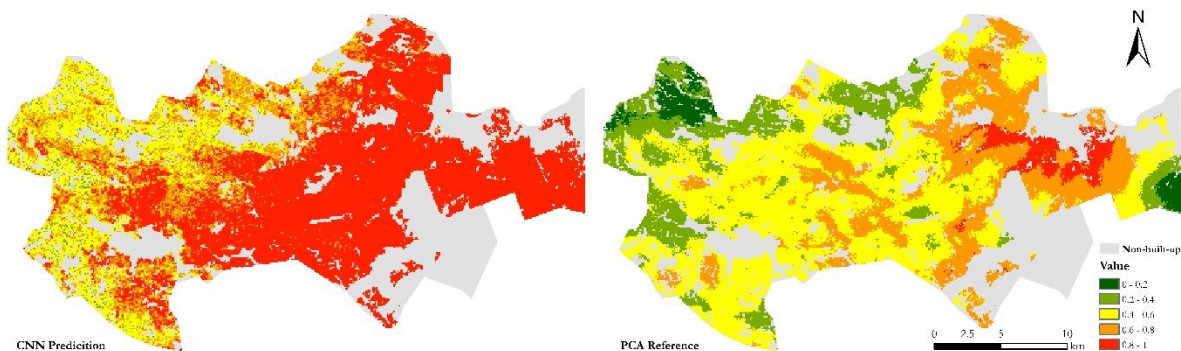 N
Non-built-up
Value
0 - 0.2
0.2 - 0.4
0.4 - 0.6
0.6 - 0.8
0.8 - 1
CNN Predicition
PCA Reference
0 2.5 5 10
km